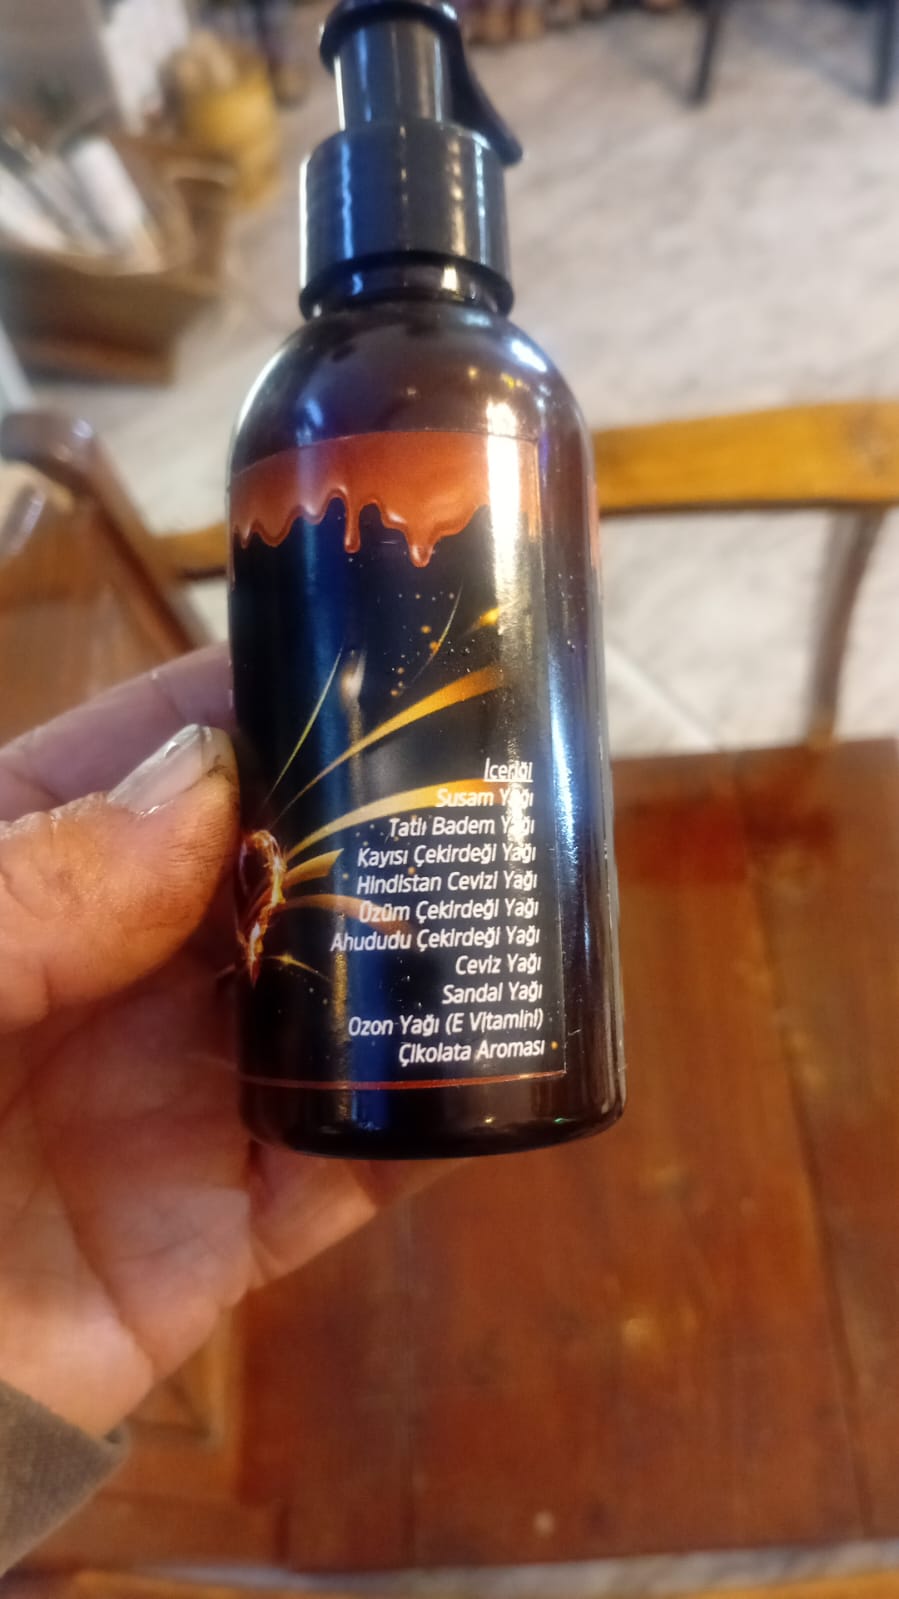 İçeriği
Susam Yağı
Tatlı Badem Yağı
Kayısı Çekirdeği Yağı
Hindistan Cevizi Yağı
Üzüm Çekirdeği Yağı
Ahududu Çekirdeği Yağı
Ceviz Yağı
Sandal Yağı
Ozon Yağı (E Vitamini)
Çikolata Aroması